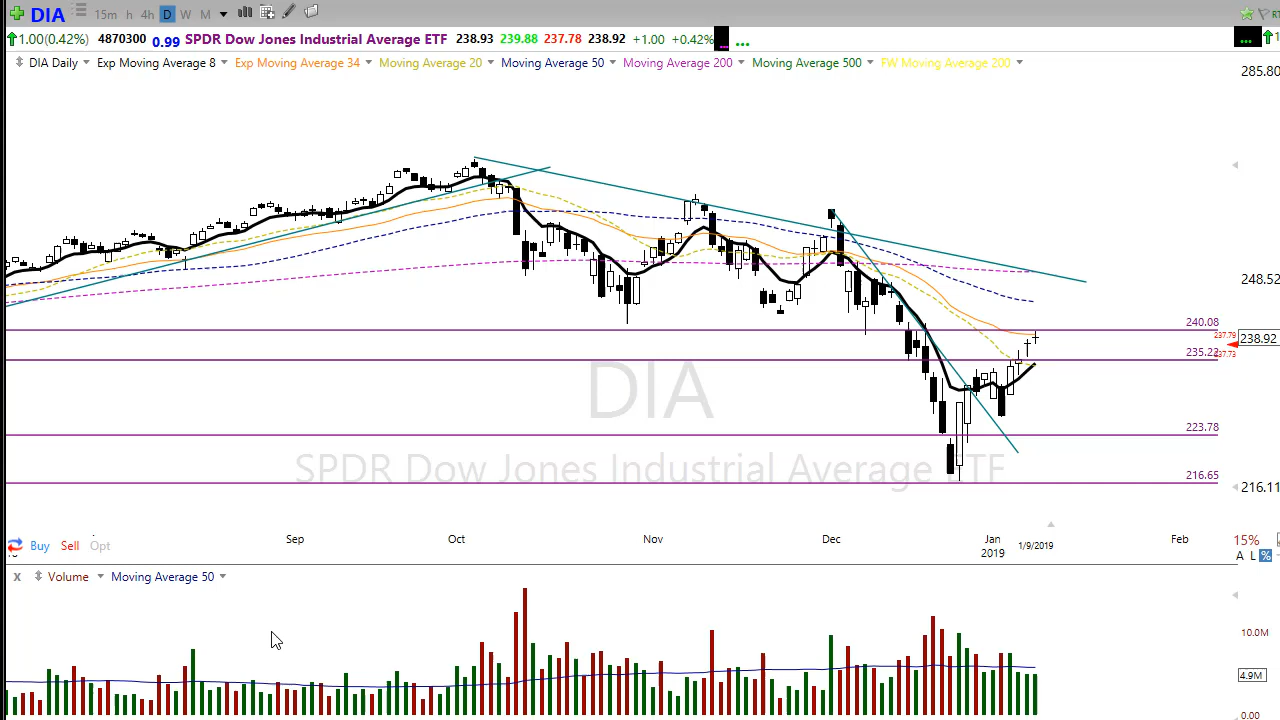 DIA 15m h 4h D W M
1.00(0.42%) 4870300 0.99 SPDR Dow Jones Industrial Average ETF 238.93 239.88 237.78 238.92 +1.00 +0.42%
DIA Daily Exp Moving Average 8 Exp Moving Average 34 Moving Average 20 Moving Average 50 Moving Average 200 Moving Average 500 FW Moving Average 200
285.80
248.52
240.08
237.79
238.92
235.22
237.73
DIA
223.78
SPDR Dow Jones Industrial Average ETF
216.65
216.11
Sep Oct Nov Dec Jan 2019 1/9/2019 Feb
15%
Buy Sell Opt
A L %
X Volume Moving Average 50
10.0M
4.9M
0.00